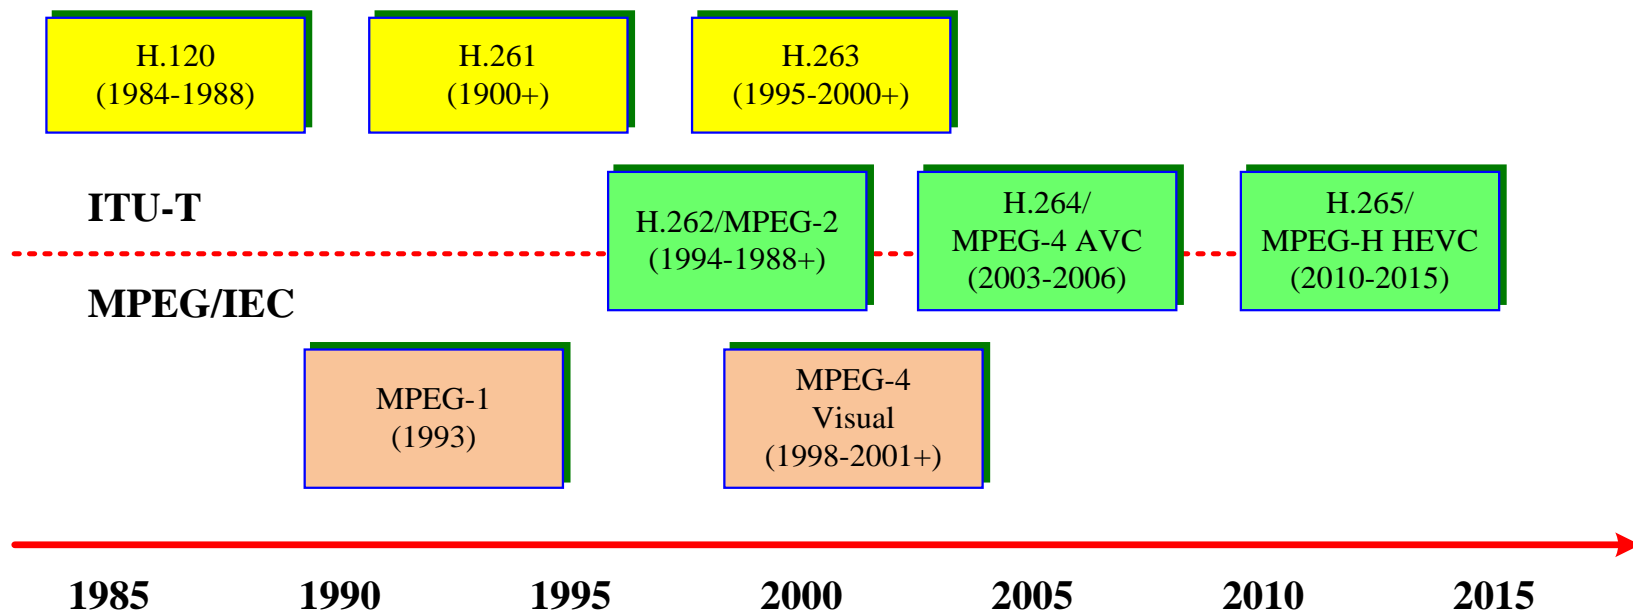 H.120
(1984-1988)
H.261
(1900+)
H.263
(1995-2000+)
ITU-T
H.262/MPEG-2
(1994-1988+)
H.264/
MPEG-4 AVC
(2003-2006)
H.265/
MPEG-H HEVC
(2010-2015)
MPEG/IEC
MPEG-1
(1993)
MPEG-4
Visual
(1998-2001+)
1985 1990 1995 2000 2005 2010 2015